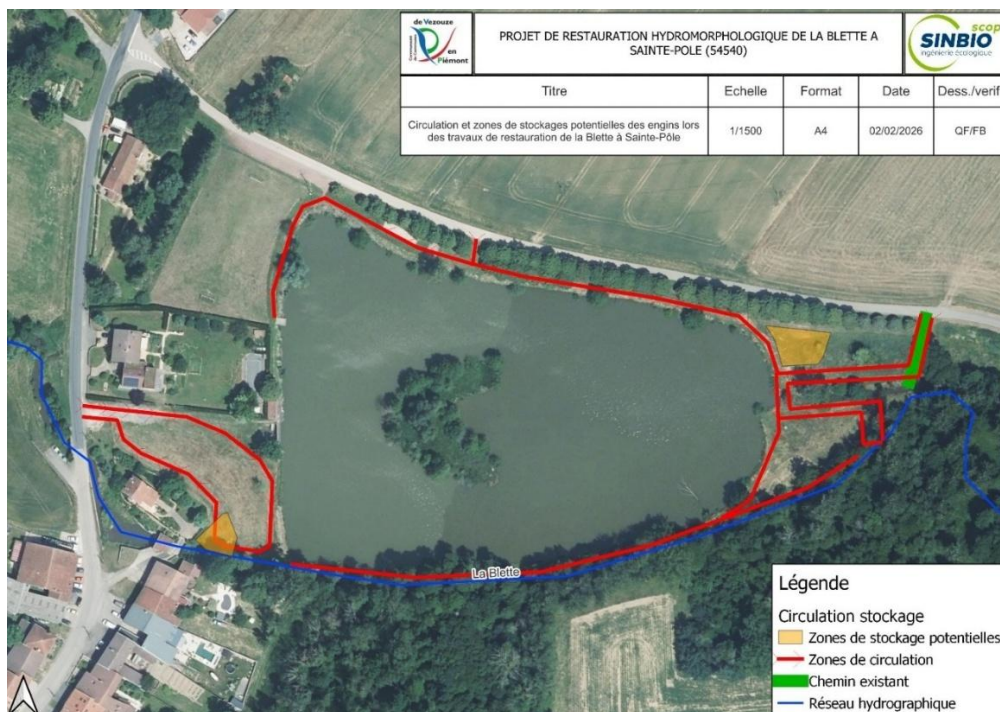 de Vezouze
en
Piémont
PROJET DE RESTAURATION HYDROMORPHOLOGIQUE DE LA BLETTE A
SAINTE-POLE (54540)
scop
SINBIO
ingénierie écologique
Titre
Echelle
Format
Date
Dess./verif
Circulation et zones de stockages potentielles des engins lors
des travaux de restauration de la Blette à Sainte-Pôle
1/1500
A4
02/02/2026
QF/FB
La Blette
Légende
Circulation stockage
Zones de stockage potentielles
Zones de circulation
Chemin existant
Réseau hydrographique